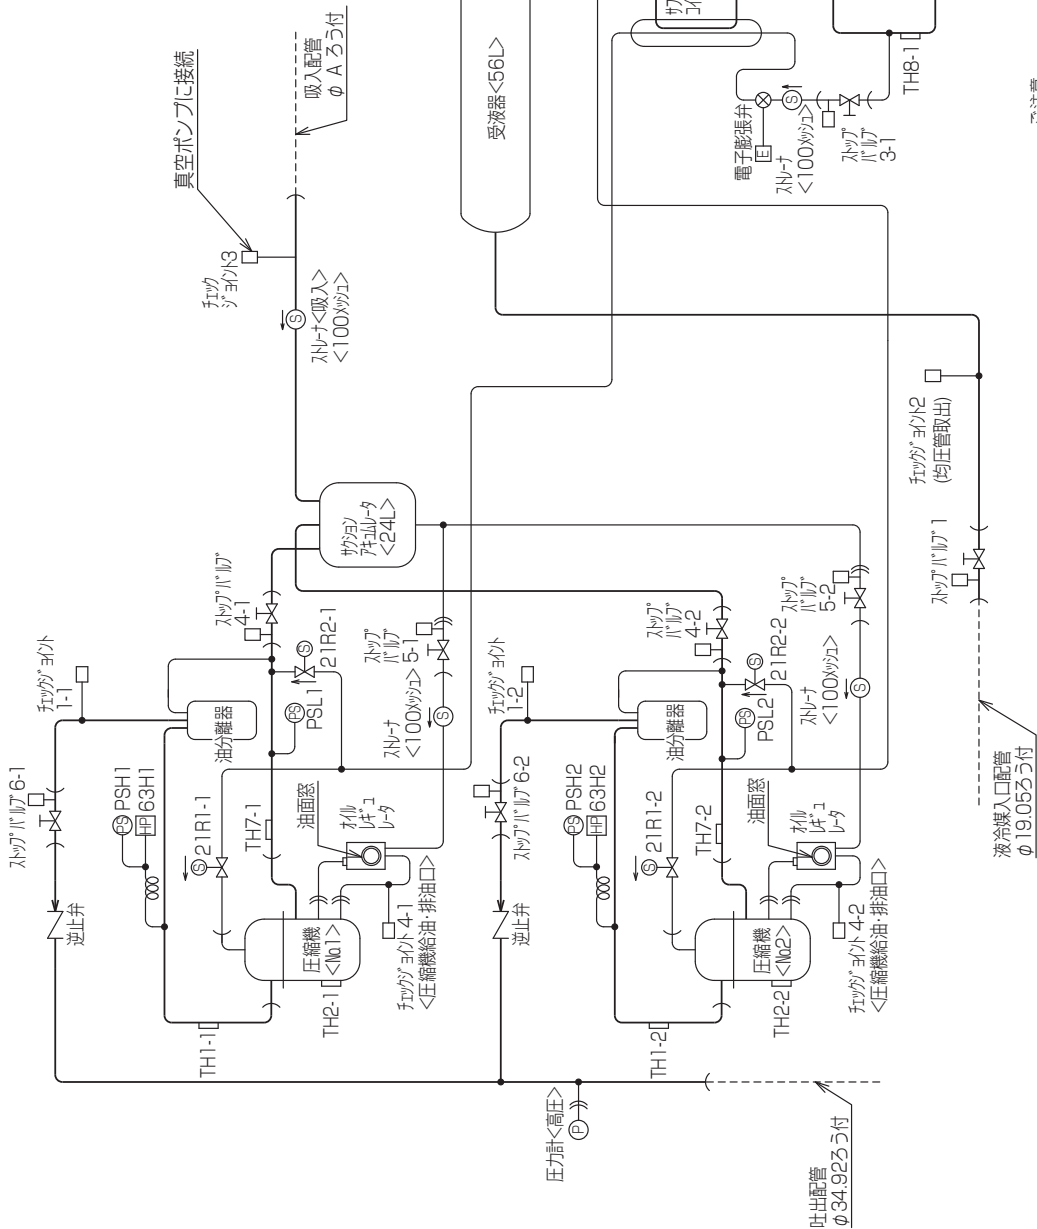 ストップバルブ6-1
チェックジョイント
1-1
逆止弁
PS
PSH1
HP
63H1
油分離器
S
21R1-1
TH1-1
TH7-1
PS
PSL1
S
21R2-1
ストップバルブ
4-1
油面窓
オイル
レギュ
レータ
圧縮機
<No.1>
TH2-1
チェックジョイント4-1
<圧縮機給油・排油口>
ストレーナ
<100メッシュ>
S
ストップ
バルブ
5-1
サクション
アキュムレータ
<24L>
真空ポンプに接続
チェック
ジョイント3
吸入配管
φAろう付
S
ストレーナ<吸入>
<100メッシュ>
チェックジョイント
1-2
ストップバルブ6-2
逆止弁
PS
PSH2
HP
63H2
油分離器
S
21R1-2
TH1-2
TH7-2
PS
PSL2
S
21R2-2
ストップ
バルブ
4-2
油面窓
オイル
レギュ
レータ
圧縮機
<No.2>
TH2-2
チェックジョイント4-2
<圧縮機給油・排油口>
ストレーナ
<100メッシュ>
S
ストップ
バルブ
5-2
圧力計<高圧>
P
吐出配管
φ34.92ろう付
受液器<56L>
電子膨張弁
E
S
ストレーナ
<100メッシュ>
ストップ
バルブ
3-1
TH8-1
チェックジョイント2
(均圧管取出)
ストップバルブ1
液冷媒入口配管
φ19.05ろう付